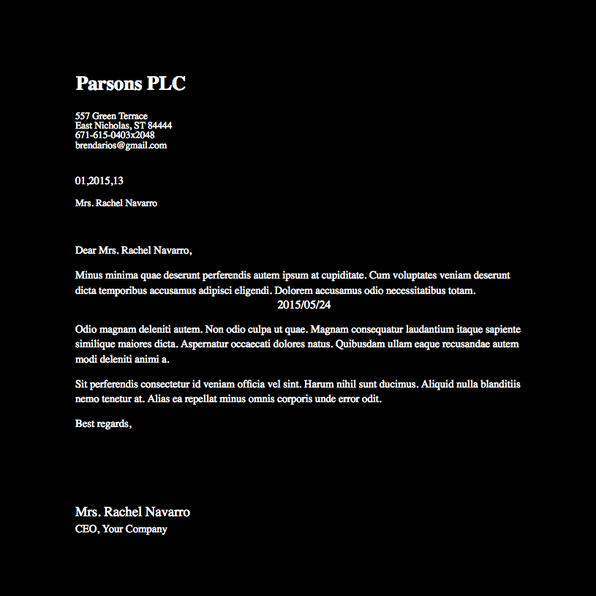 Parsons PLC
557 Green Terrace
East Nicholas, ST 84444
671-615-0403x2048
brendarios@gmail.com
01,2015,13
Mrs. Rachel Navarro
Dear Mrs. Rachel Navarro,
Minus minima quae deserunt perferendis autem ipsum at cupiditate. Cum voluptates veniam deserunt
dicta temporibus accusamus adipisci eligendi. Dolorem accusamus odio necessitatibus totam.
2015/05/24
Odio magnam deleniti autem. Non odio culpa ut quae. Magnam consequatur laudantium itaque sapiente
similique maiores dicta. Aspernatur occaecati dolores natus. Quibusdam ullam eaque recusandae autem
modi deleniti animi a.
Sit perferendis consectetur id veniam officia vel sint. Harum nihil sunt ducimus. Aliquid nulla blanditiis
nemo tenetur at. Alias ea repellat minus omnis corporis unde error odit.
Best regards,
Mrs. Rachel Navarro
CEO, Your Company